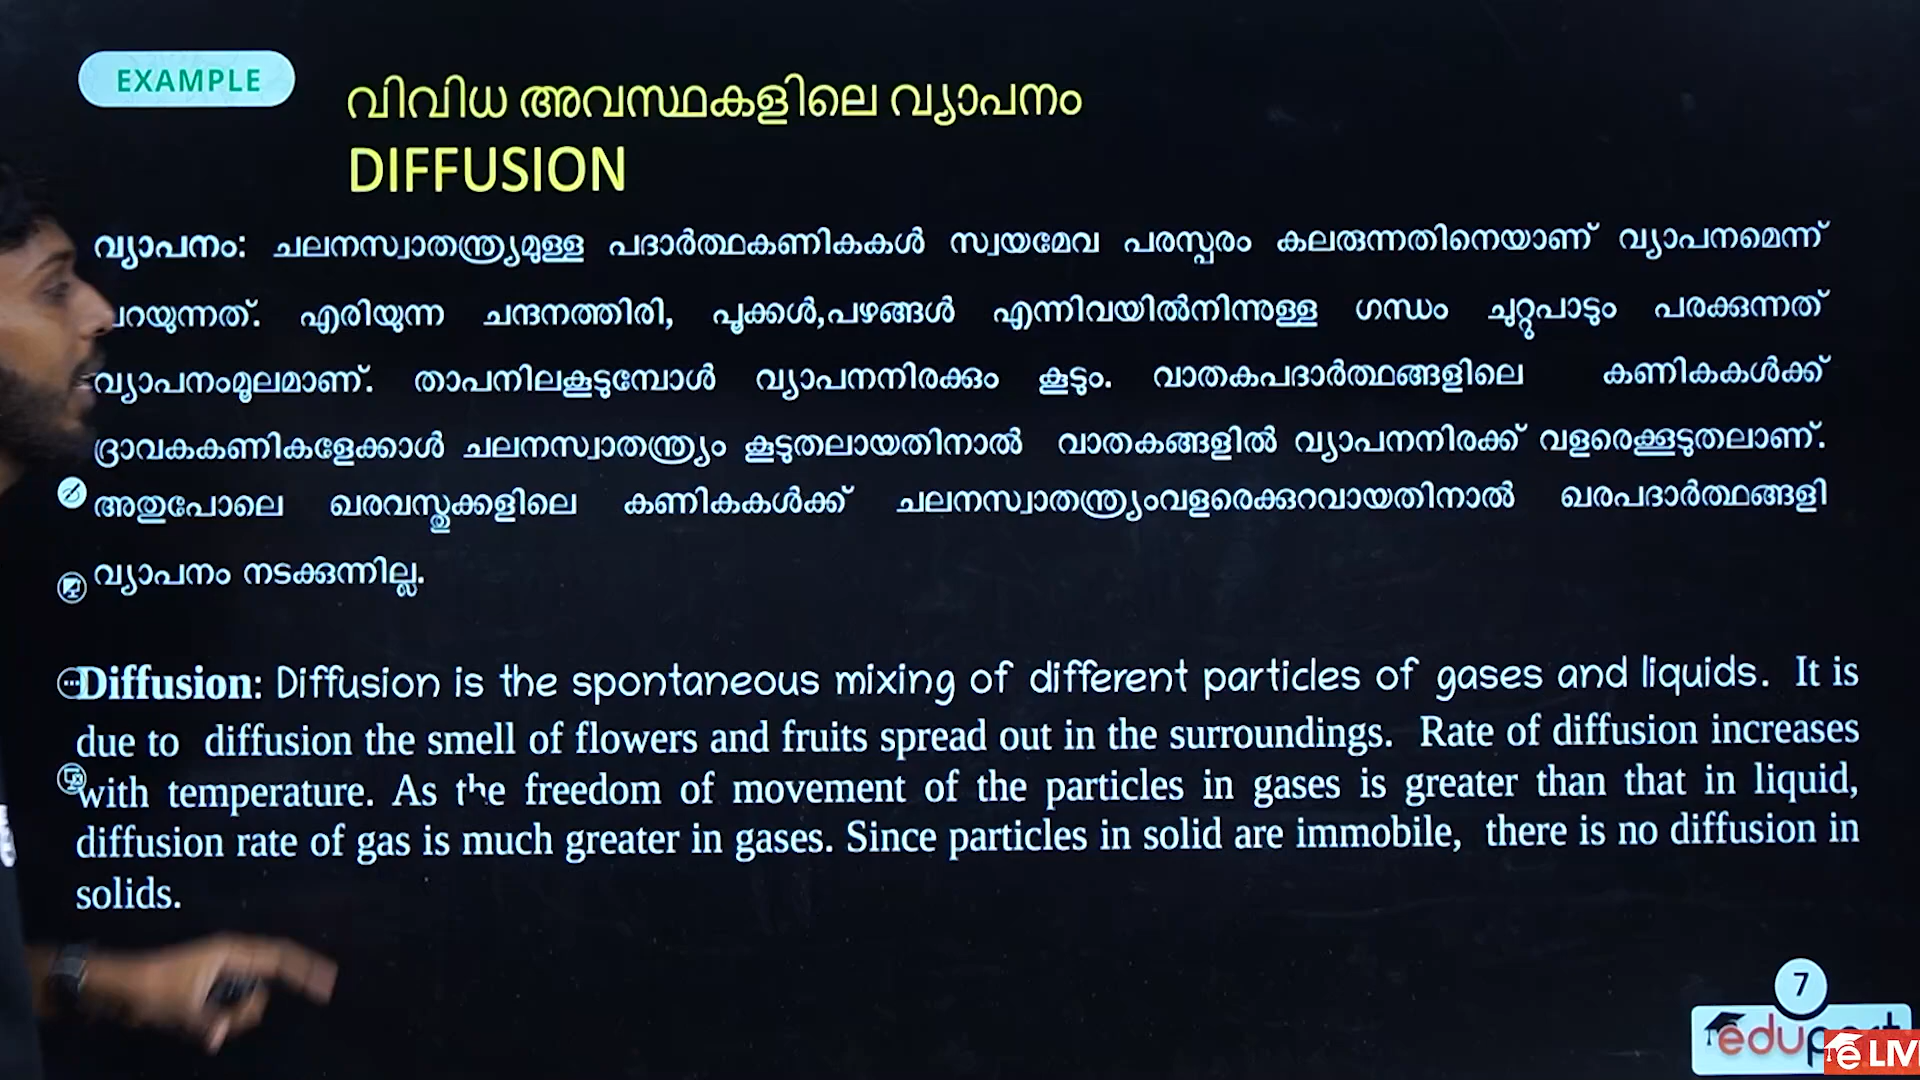 EXAMPLE
വിവിധ അവസ്ഥകളിലെ വ്യാപനം
DIFFUSION
വ്യാപനം: ചലനസ്വാതന്ത്ര്യമുള്ള പദാർത്ഥകണികകൾ സ്വയമേവ പരസ്പരം കലരുന്നതിനെയാണ് വ്യാപനമെന്ന്
എരിയുന്ന ചന്ദനത്തിരി, പൂക്കൾ,പഴങ്ങൾ എന്നിവയിൽനിന്നുള്ള ഗന്ധം ചുറ്റുപാടും പരക്കുന്നത്
വ്യാപനംമൂലമാണ്. താപനിലകൂടുമ്പോൾ വ്യാപനനിരക്കും കൂടും. വാതകപദാർത്ഥങ്ങളിലെ കണികകൾക്ക്
ദ്രാവകകണികളേക്കാൾ ചലനസ്വാതന്ത്ര്യം കൂടുതലായതിനാൽ വാതകങ്ങളിൽ വ്യാപനനിരക്ക് വളരെക്കൂടുതലാണ്.
അതുപോലെ ഖരവസ്തുക്കളിലെ കണികകൾക്ക് ചലനസ്വാതന്ത്ര്യംവളരെക്കുറവായതിനാൽ ഖരപദാർത്ഥങ്ങളി
വ്യാപനം നടക്കുന്നില്ല.
Diffusion: Diffusion is the spontaneous mixing of different particles of gases and liquids. It is
due to diffusion the smell of flowers and fruits spread out in the surroundings. Rate of diffusion increases
with temperature. As the freedom of movement of the particles in gases is greater than that in liquid,
diffusion rate of gas is much greater in gases. Since particles in solid are immobile, there is no diffusion in
solids.
7